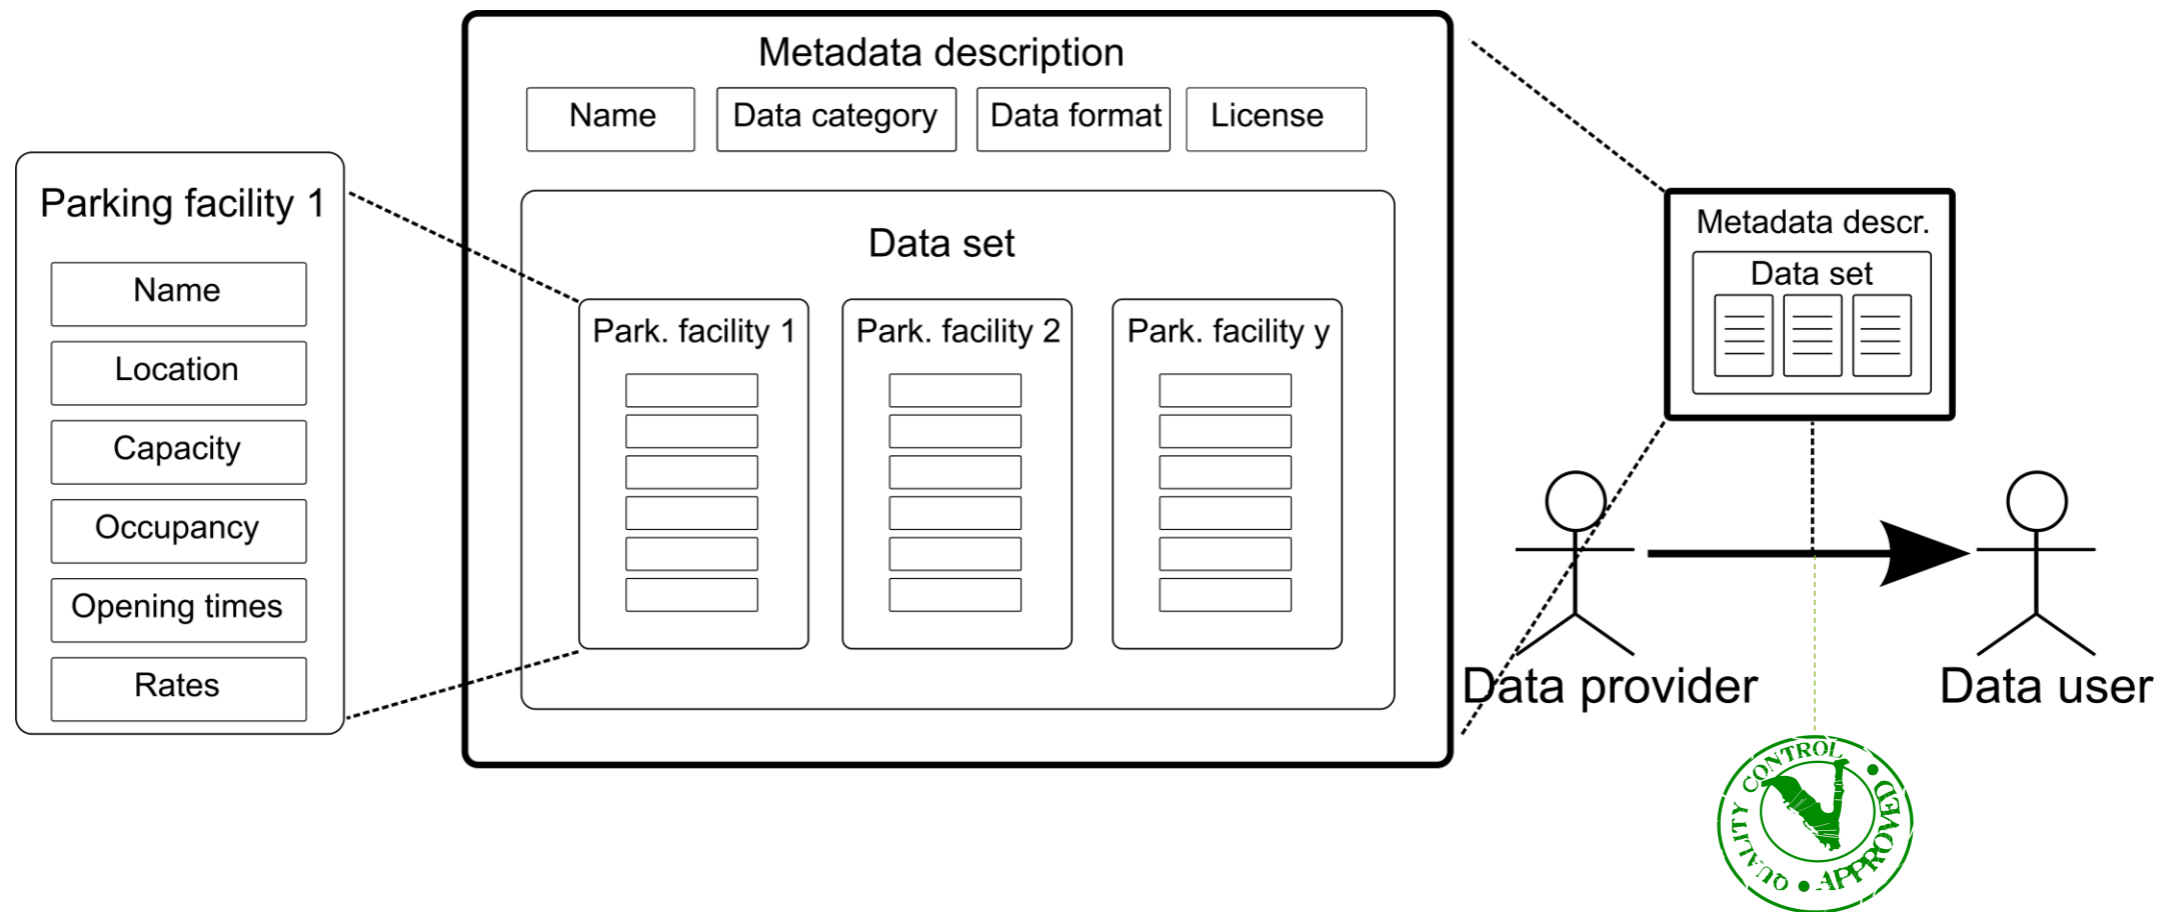 Parking facility 1
Name
Location
Capacity
Occupancy
Opening times
Rates
Metadata description
Name
Data category
Data format
License
Data set
Park. facility 1
Park. facility 2
Park. facility y
Metadata descr.
Data set
Data provider
Data user
QUALITY CONTROL • APPROVED •